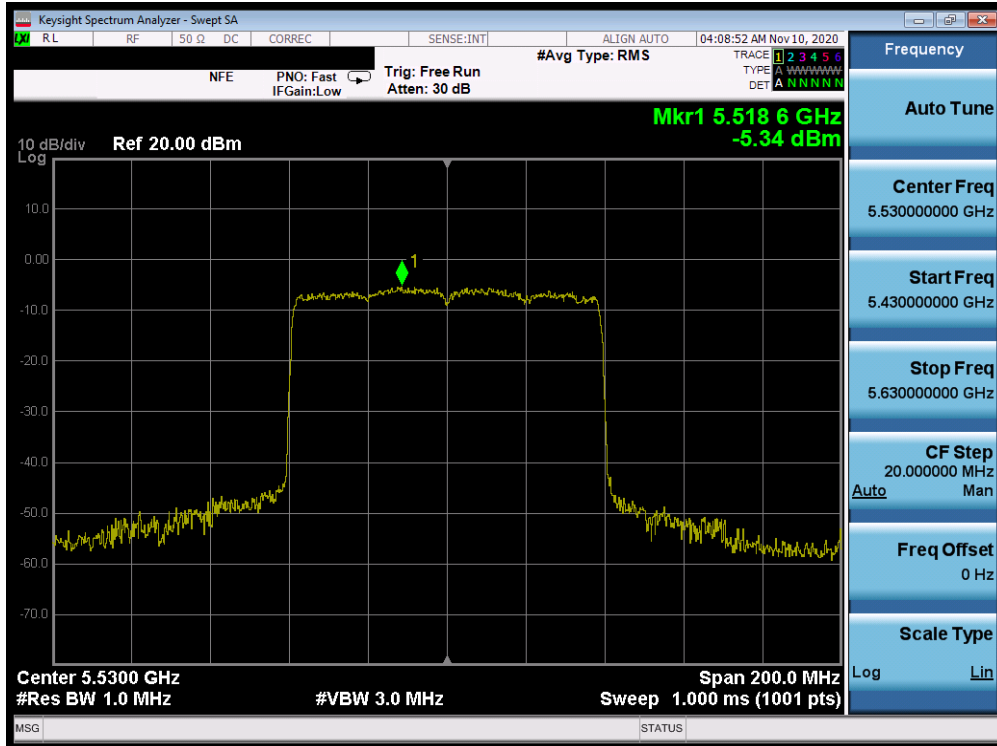 Keysight Spectrum Analyzer - Swept SA
LXI RL RF 50 Ω DC CORREC SENSE:INT ALIGN AUTO 04:08:52 AM Nov 10, 2020
#Avg Type: RMS
TRACE 1 2 3 4 5 6
TYPE A WWWWW
DET A N N N N N
NFE
PNO: Fast
IFGain:Low
Trig: Free Run
Atten: 30 dB
Mkr1 5.518 6 GHz
-5.34 dBm
10 dB/div
Log
Ref 20.00 dBm
10.0
0.00
-10.0
-20.0
-30.0
-40.0
-50.0
-60.0
-70.0
1
Center 5.5300 GHz
Span 200.0 MHz
#Res BW 1.0 MHz
#VBW 3.0 MHz
Sweep 1.000 ms (1001 pts)
MSG
STATUS
Frequency
Auto Tune
Center Freq
5.530000000 GHz
Start Freq
5.430000000 GHz
Stop Freq
5.630000000 GHz
CF Step
20.000000 MHz
Auto Man
Freq Offset
0 Hz
Scale Type
Log Lin